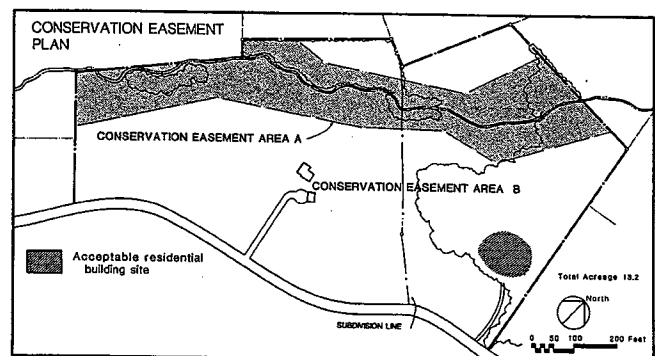 CONSERVATION EASEMENT
PLAN
CONSERVATION EASEMENT AREA A
CONSERVATION EASEMENT AREA B
Acceptable residential
building site
Total Acreage 13.2
North
SUBDIVISION LINE
0 50 100 200 Feet